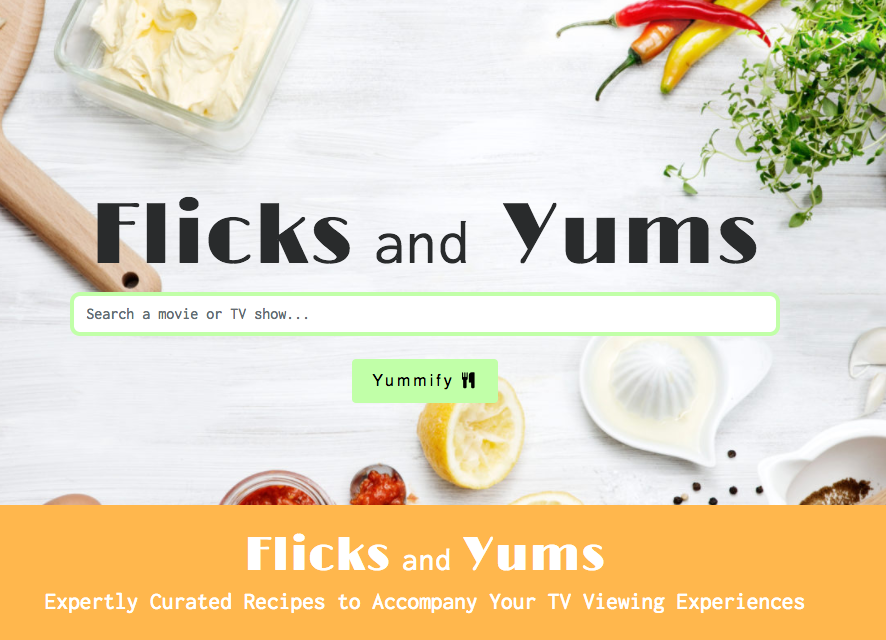 Flicks and Yums
Search a movie or TV show...
Yummify
Flicks and Yums
Expertly Curated Recipes to Accompany Your TV Viewing Experiences